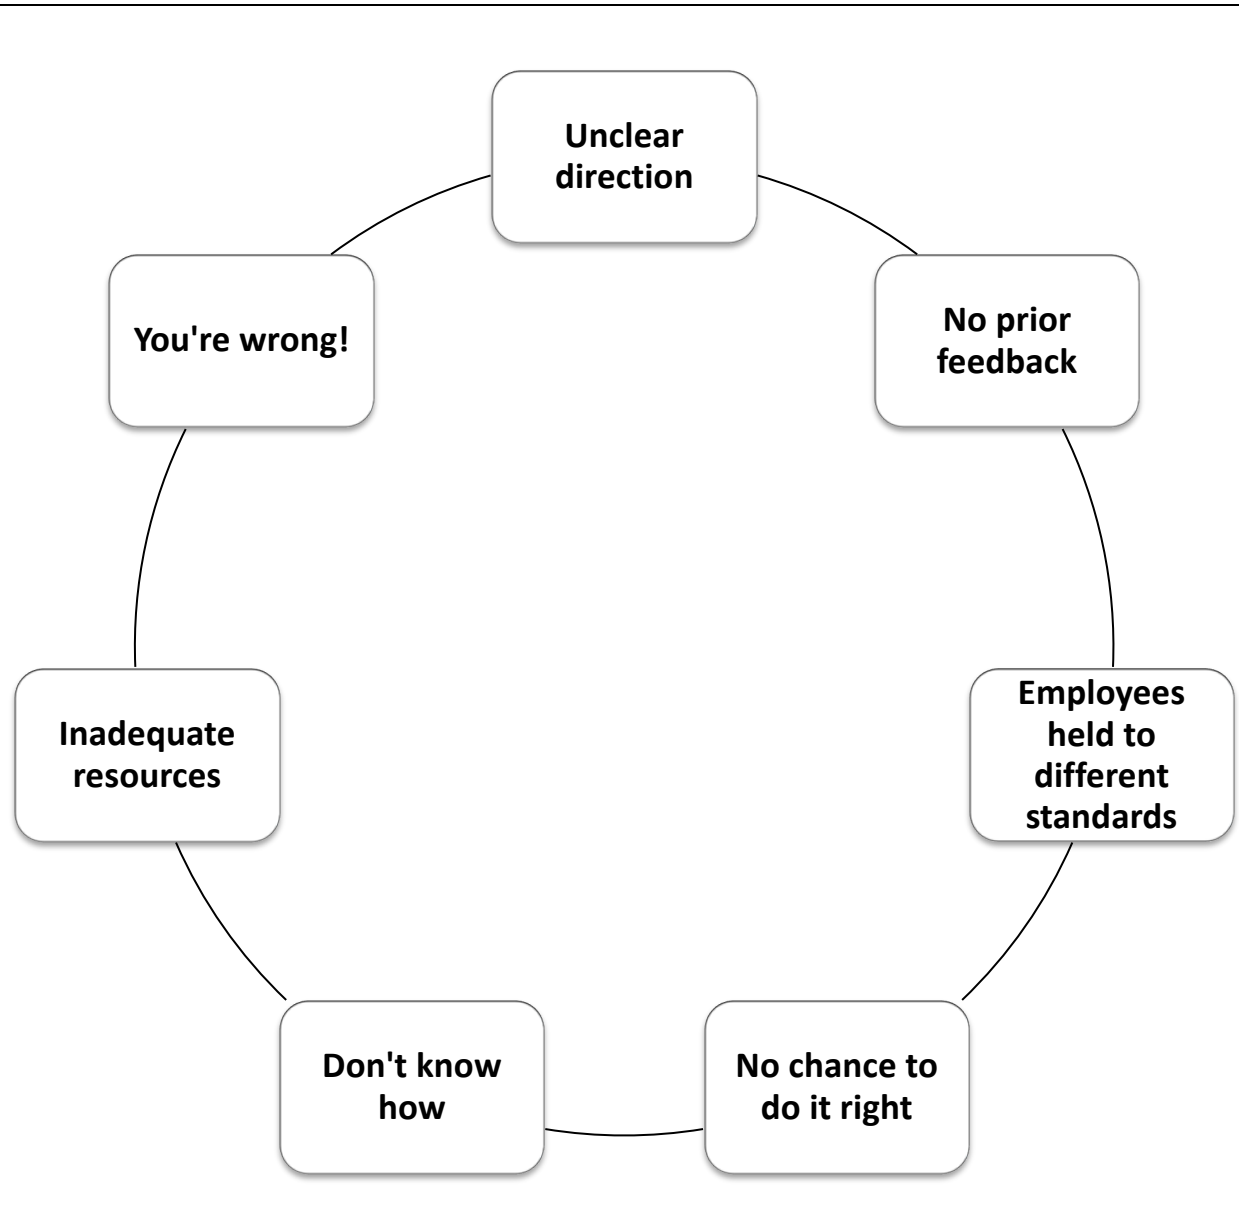 Unclear
direction
No prior
feedback
Employees
held to
different
standards
No chance to
do it right
Don't know
how
Inadequate
resources
You're wrong!